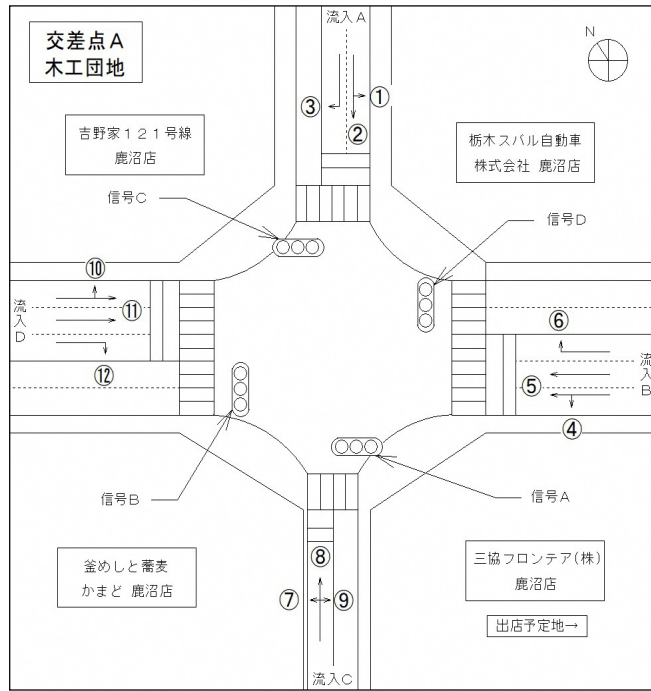 交差点A
木工団地
流入A
N
①
③
②
吉野家121号線
鹿沼店
栃木スバル自動車
株式会社 鹿沼店
信号C
信号D
⑩
⑪
流入D
⑥
⑤
流入B
⑫
④
信号B
信号A
⑧
⑦
⑨
釜めしと蕎麦
かまど 鹿沼店
三協フロンテア(株)
鹿沼店
出店予定地→
流入C